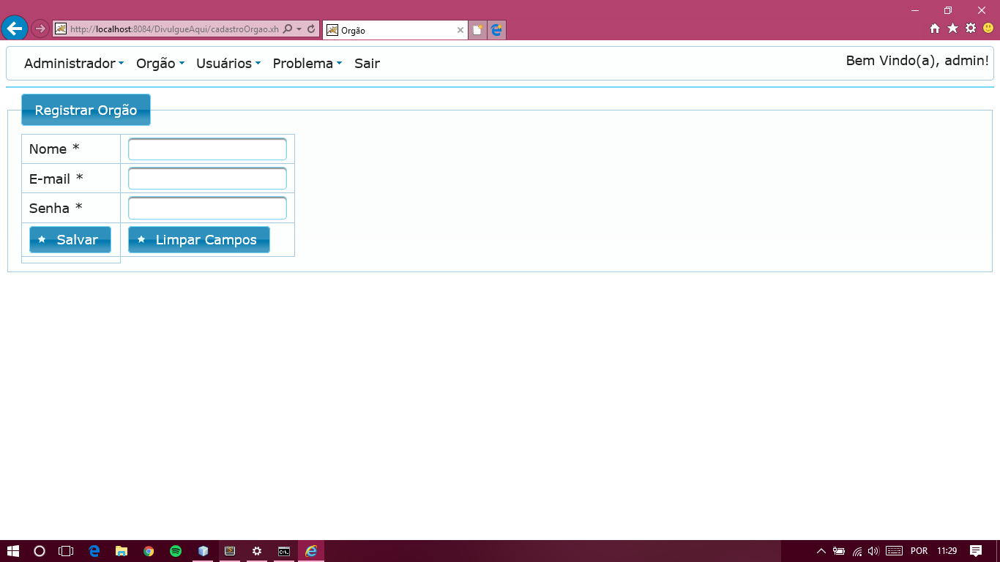 http://localhost:8084/DivulgueAqui/cadastroOrgao.xh
Orgão
Administrador Orgão Usuários Problema Sair
Bem Vindo(a), admin!
Registrar Orgão
Nome *
E-mail *
Senha *
Salvar Limpar Campos
POR 11:29